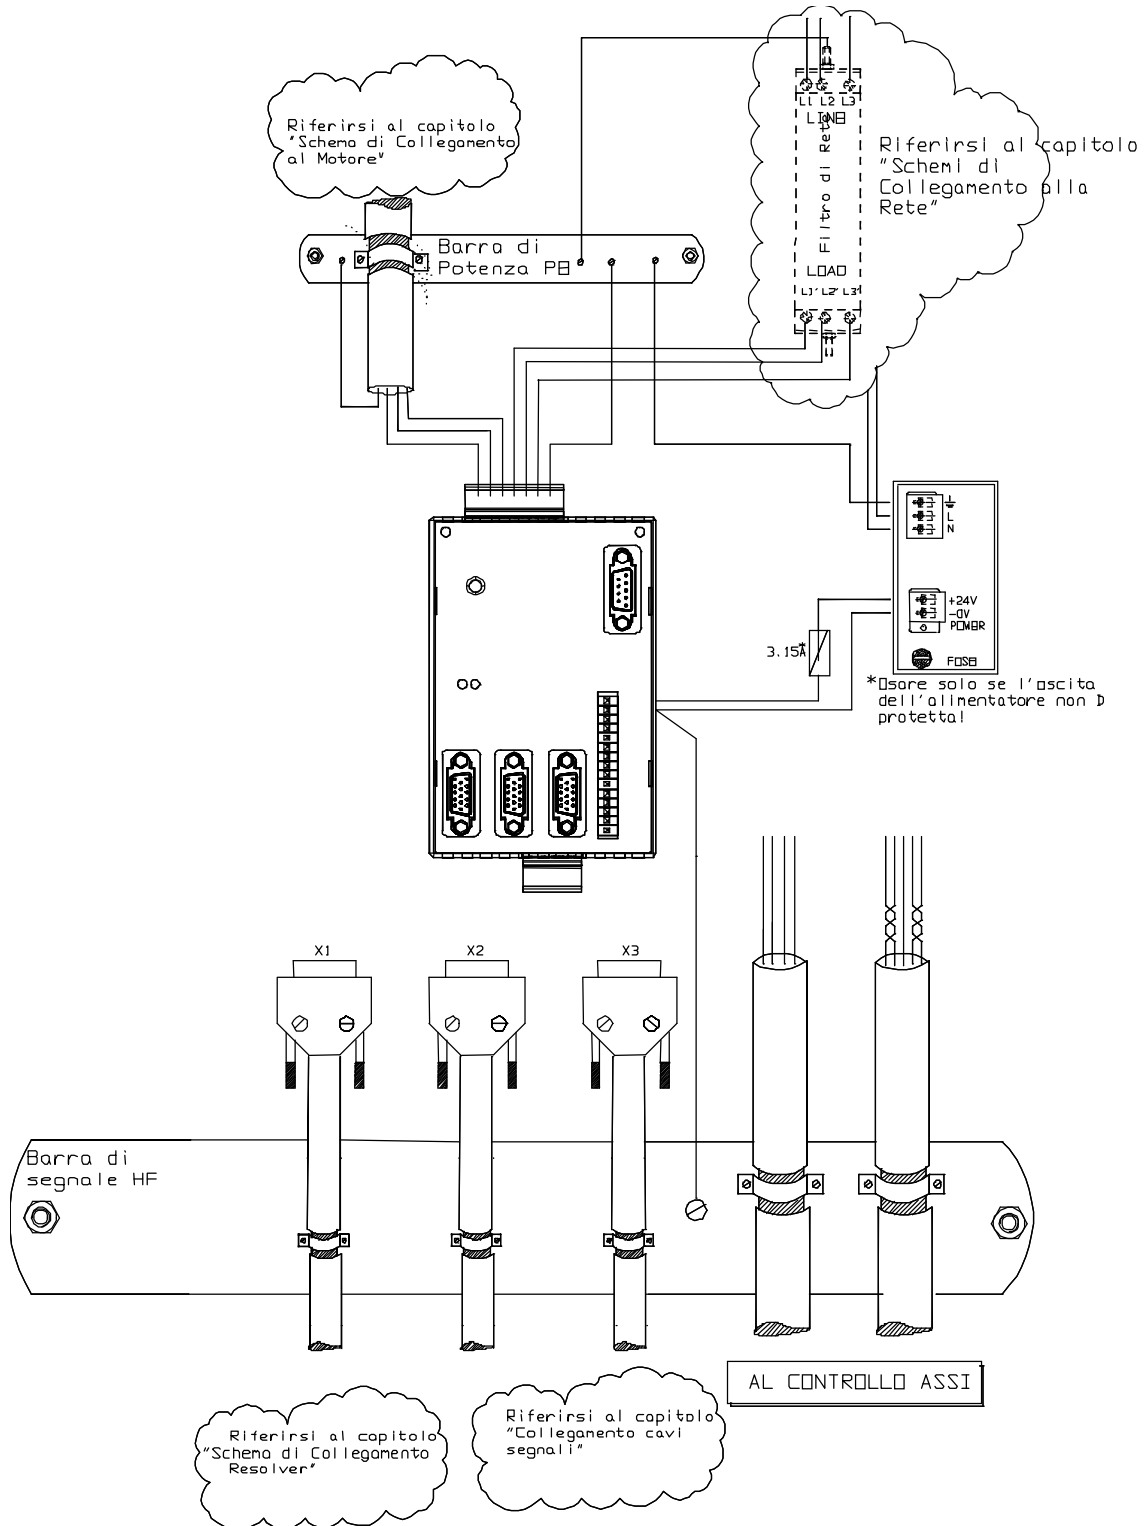 Riferirsi al capitolo
"Schema di Collegamento
al Motore"
L1 L2 L3
LINE
Filtro di Rete
LOAD
L1' L2' L3'
Riferirsi al capitolo
"Schemi di
Collegamento alla
Rete"
Barra di
Potenza PE
L
N
+24V
-0V
POWER
FUSE
3.15A*
*Usare solo se l'uscita
dell'alimentatore non D
protetta!
X1
X2
X3
Barra di
segnale HF
AL CONTROLLO ASSI
Riferirsi al capitolo
"Schema di Collegamento
Resolver"
Riferirsi al capitolo
"Collegamento cavi
segnali"